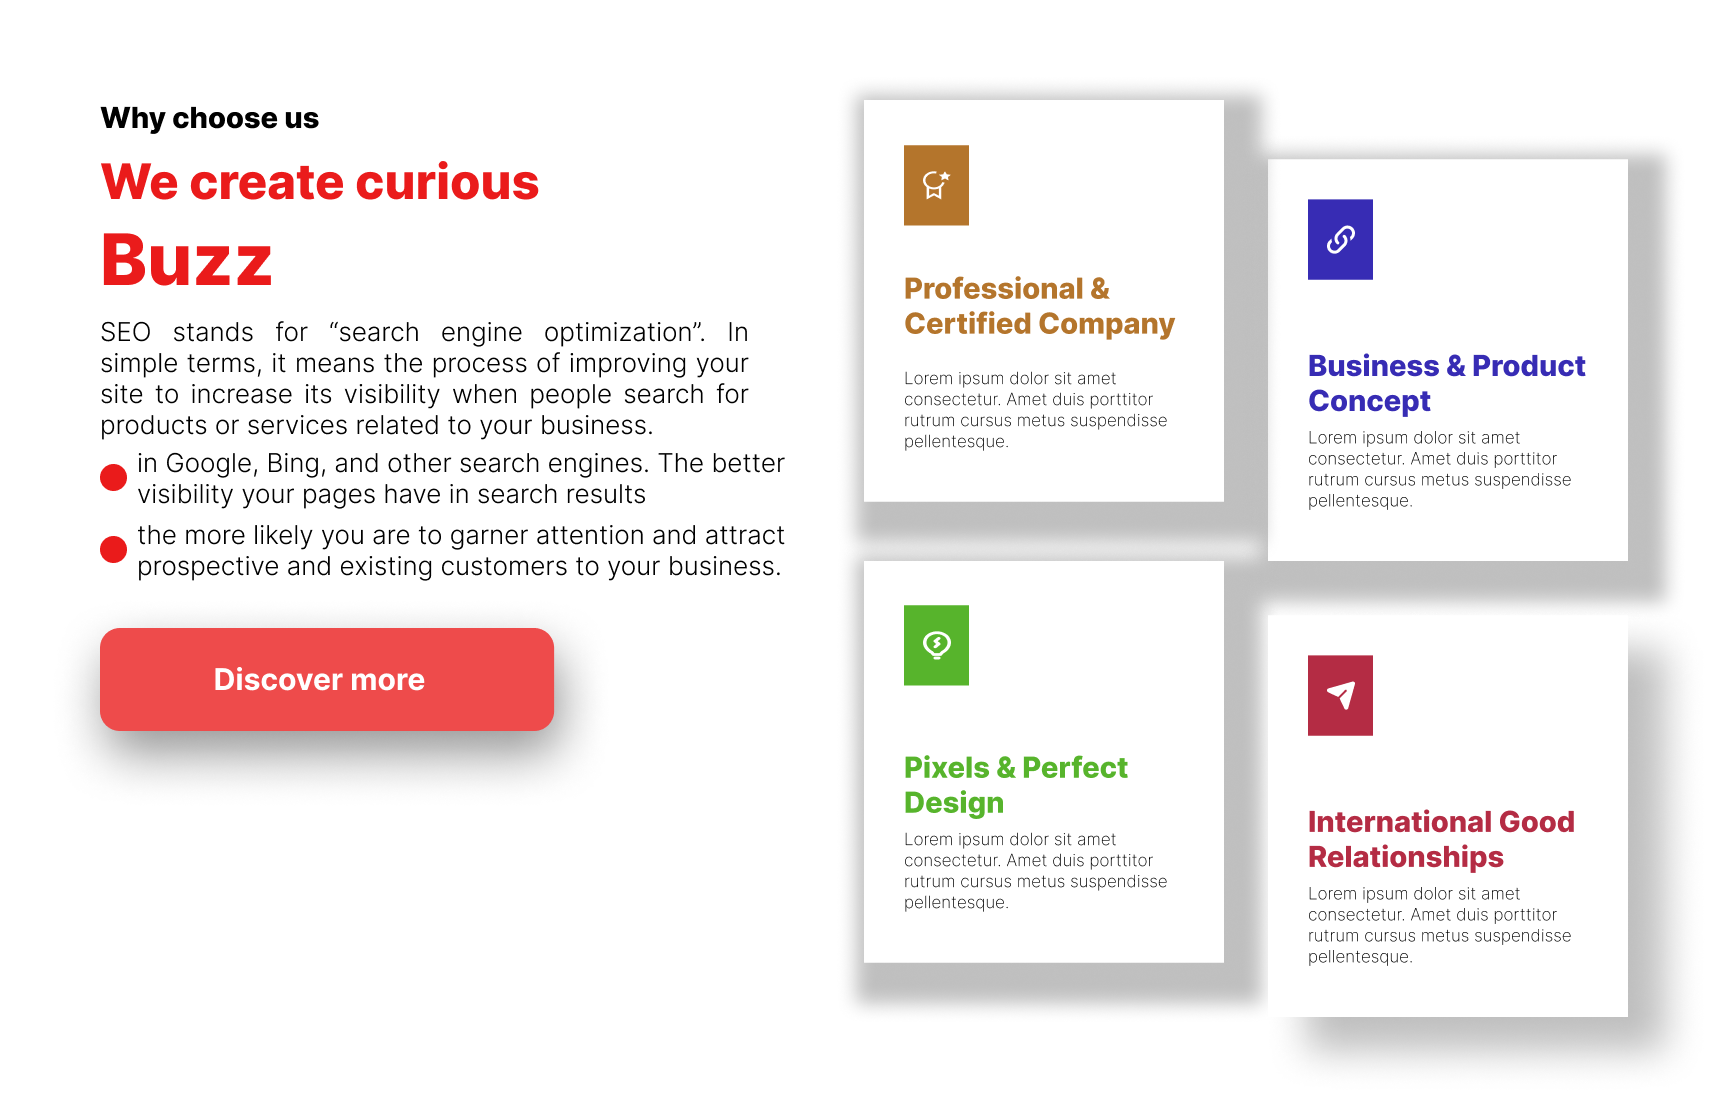 Why choose us
We create curious
Buzz
SEO stands for “search engine optimization”. In
simple terms, it means the process of improving your
site to increase its visibility when people search for
products or services related to your business.
in Google, Bing, and other search engines. The better
visibility your pages have in search results
the more likely you are to garner attention and attract
prospective and existing customers to your business.
Discover more
Professional &
Certified Company
Lorem ipsum dolor sit amet
consectetur. Amet duis porttitor
rutrum cursus metus suspendisse
pellentesque.
Business & Product
Concept
Lorem ipsum dolor sit amet
consectetur. Amet duis porttitor
rutrum cursus metus suspendisse
pellentesque.
Pixels & Perfect
Design
Lorem ipsum dolor sit amet
consectetur. Amet duis porttitor
rutrum cursus metus suspendisse
pellentesque.
International Good
Relationships
Lorem ipsum dolor sit amet
consectetur. Amet duis porttitor
rutrum cursus metus suspendisse
pellentesque.